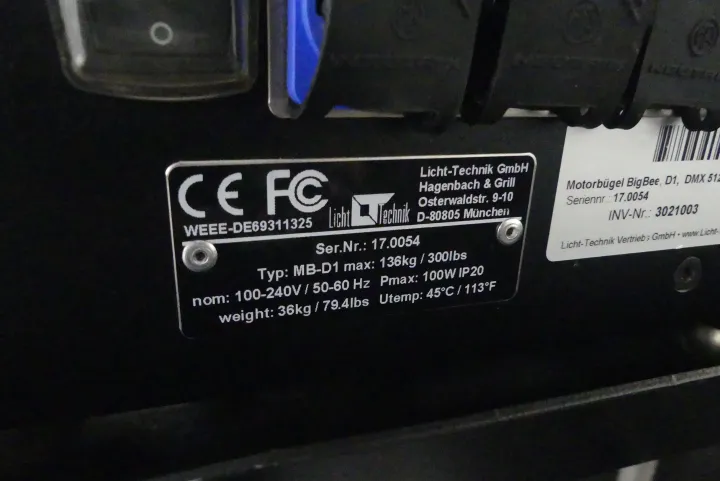 CE FC
WEEE-DE69311325
Licht Technik
Licht-Technik GmbH
Hagenbach & Grill
Osterwaldstr. 9-10
D-80805 München
Ser.Nr.: 17.0054
Typ: MB-D1 max: 136kg / 300lbs
nom: 100-240V / 50-60 Hz Pmax: 100W IP20
weight: 36kg / 79.4lbs Utemp: 45°C / 113°F
Motorbügel BigBee, D1, DMX 512
Seriennr.: 17.0054
INV-Nr.: 3021003
Licht-Technik Vertriebs GmbH - www.Licht-